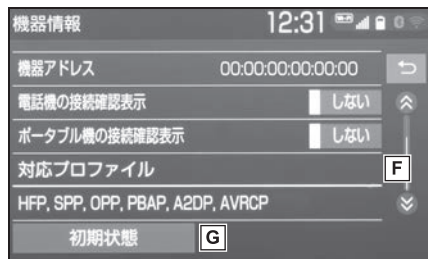 機器情報 12:31
機器アドレス 00:00:00:00:00:00
電話機の接続確認表示 しない
ポータブル機の接続確認表示 しない
対応プロファイル
F
HFP, SPP, OPP, PBAP, A2DP, AVRCP
初期状態 G